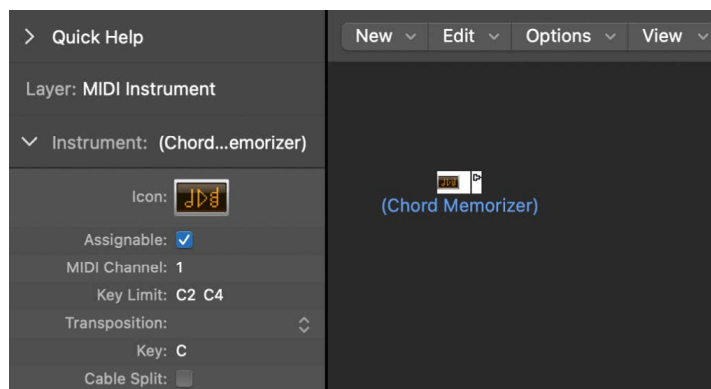 Quick Help
Layer: MIDI Instrument
Instrument: (Chord...emorizer)
Icon:
Assignable:
MIDI Channel: 1
Key Limit: C2 C4
Transposition:
Key: C
Cable Split:
New Edit Options View
(Chord Memorizer)